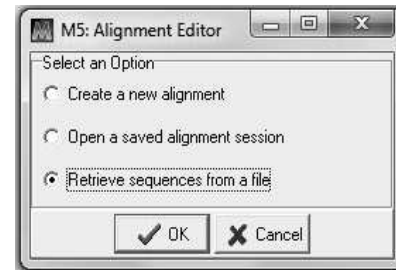 M5: Alignment Editor
Select an Option
Create a new alignment
Open a saved alignment session
Retrieve sequences from a file
OK Cancel